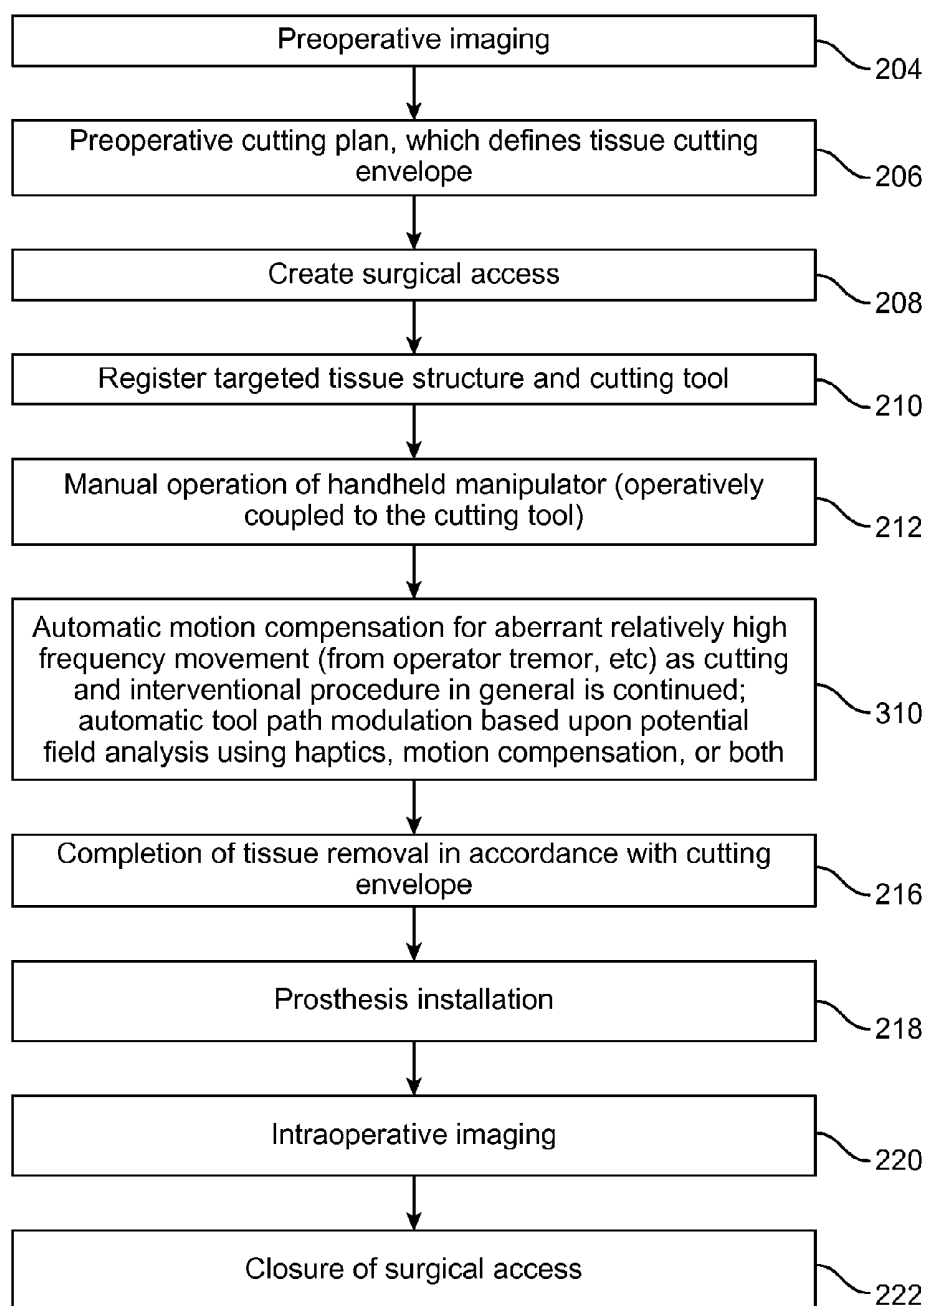 Preoperative imaging
204
Preoperative cutting plan, which defines tissue cutting
envelope
206
Create surgical access
208
Register targeted tissue structure and cutting tool
210
Manual operation of handheld manipulator (operatively
coupled to the cutting tool)
212
Automatic motion compensation for aberrant relatively high
frequency movement (from operator tremor, etc) as cutting
and interventional procedure in general is continued;
automatic tool path modulation based upon potential
field analysis using haptics, motion compensation, or both
310
Completion of tissue removal in accordance with cutting
envelope
216
Prosthesis installation
218
Intraoperative imaging
220
Closure of surgical access
222